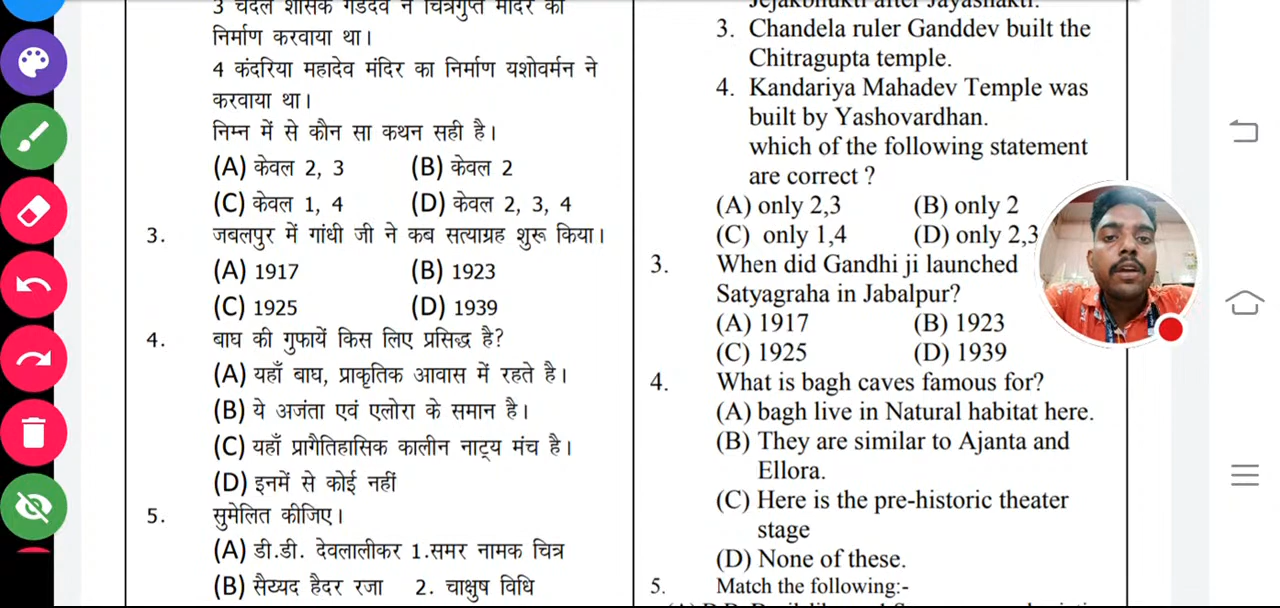 3 चंदेल शासक गंडदेव ने चित्रगुप्त मंदिर का
निर्माण करवाया था।
4 कंदरिया महादेव मंदिर का निर्माण यशोवर्मन ने
करवाया था।
निम्न में से कौन सा कथन सही है।
(A) केवल 2, 3 (B) केवल 2
(C) केवल 1, 4 (D) केवल 2, 3, 4
3. जबलपुर में गांधी जी ने कब सत्याग्रह शुरू किया।
(A) 1917 (B) 1923
(C) 1925 (D) 1939
4. बाघ की गुफायें किस लिए प्रसिद्ध है?
(A) यहाँ बाघ, प्राकृतिक आवास में रहते है।
(B) ये अजंता एवं एलोरा के समान है।
(C) यहाँ प्रागैतिहासिक कालीन नाट्य मंच है।
(D) इनमें से कोई नहीं
5. सुमेलित कीजिए।
(A) डी.डी. देवलालीकर 1.समर नामक चित्र
(B) सैय्यद हैदर रजा 2. चाक्षुष विधि
Jejakbhukti after Jayashakti.
3. Chandela ruler Ganddev built the
Chitragupta temple.
4. Kandariya Mahadev Temple was
built by Yashovardhan.
which of the following statement
are correct ?
(A) only 2,3 (B) only 2
(C) only 1,4 (D) only 2,3
3. When did Gandhi ji launched
Satyagraha in Jabalpur?
(A) 1917 (B) 1923
(C) 1925 (D) 1939
4. What is bagh caves famous for?
(A) bagh live in Natural habitat here.
(B) They are similar to Ajanta and
Ellora.
(C) Here is the pre-historic theater
stage
(D) None of these.
5. Match the following:-